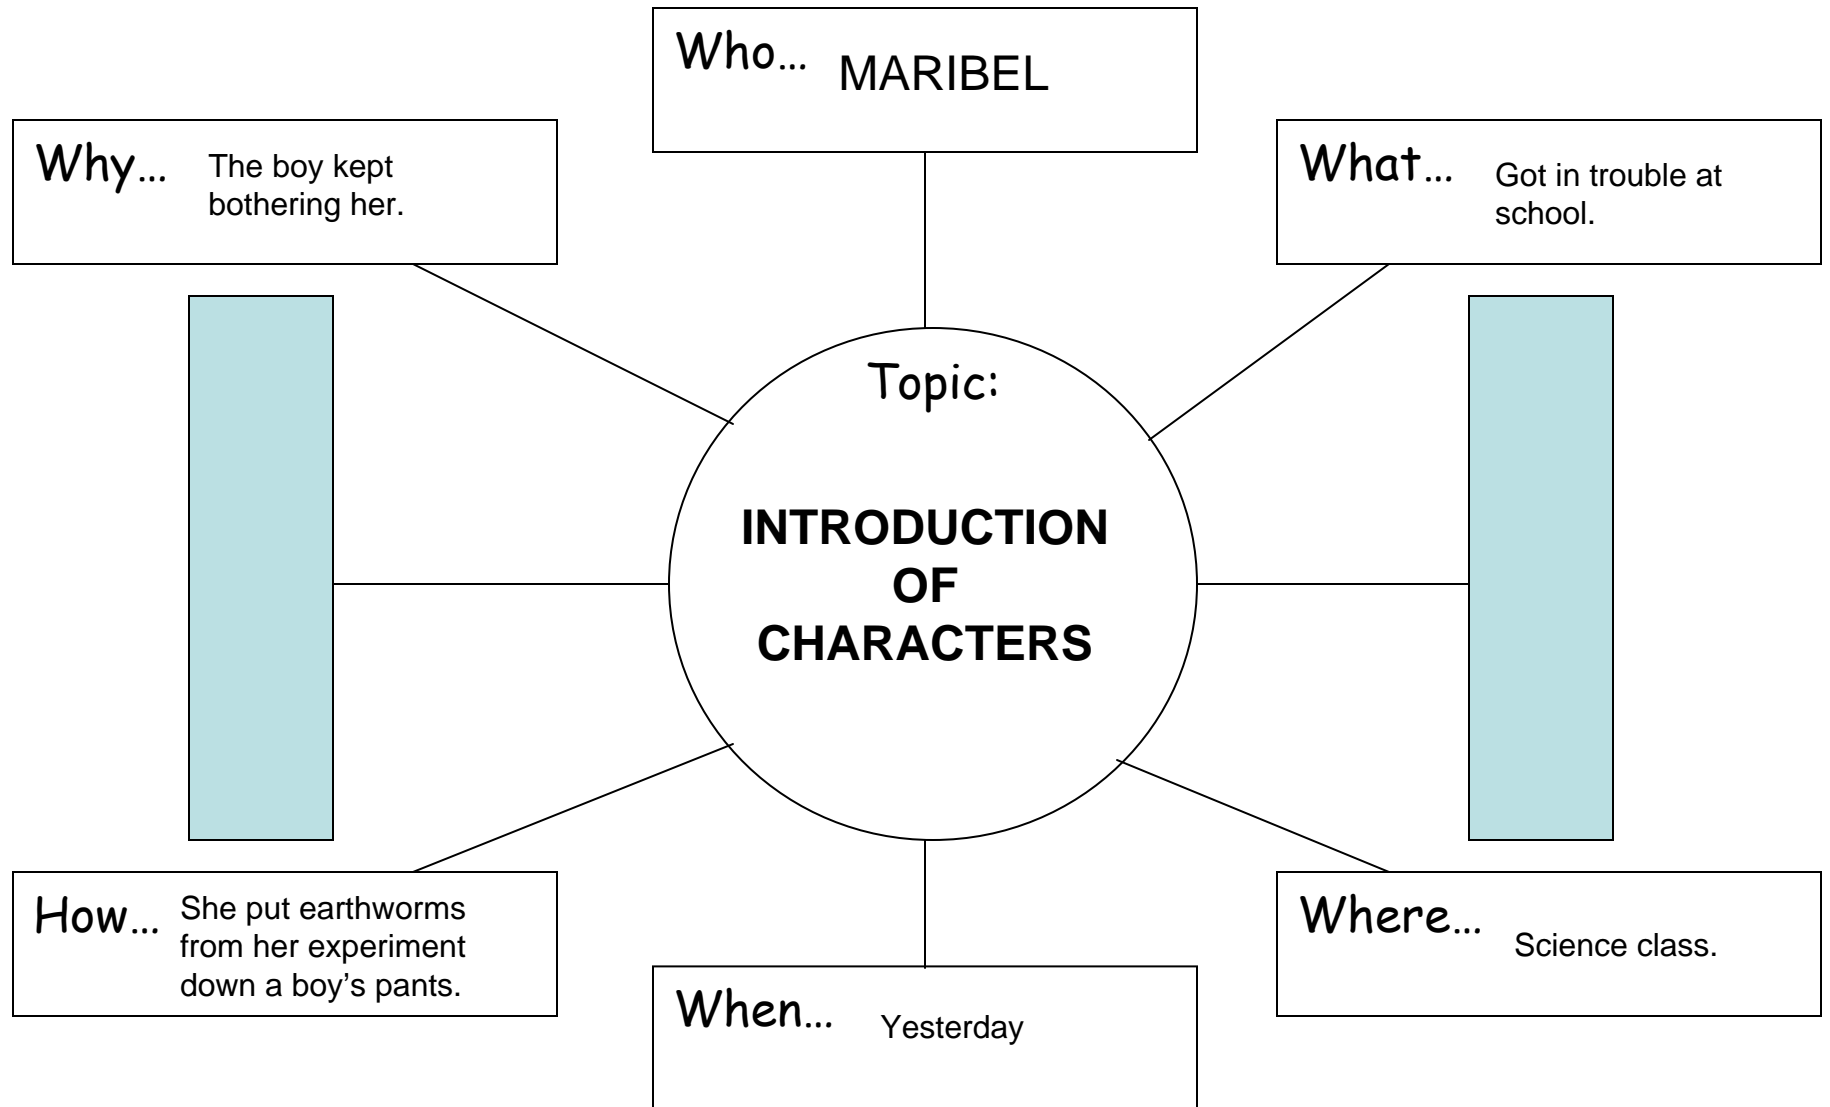 Who… MARIBEL
Why… The boy kept
bothering her.
What… Got in trouble at
school.
Topic:
INTRODUCTION
OF
CHARACTERS
How… She put earthworms
from her experiment
down a boy’s pants.
Where… Science class.
When… Yesterday